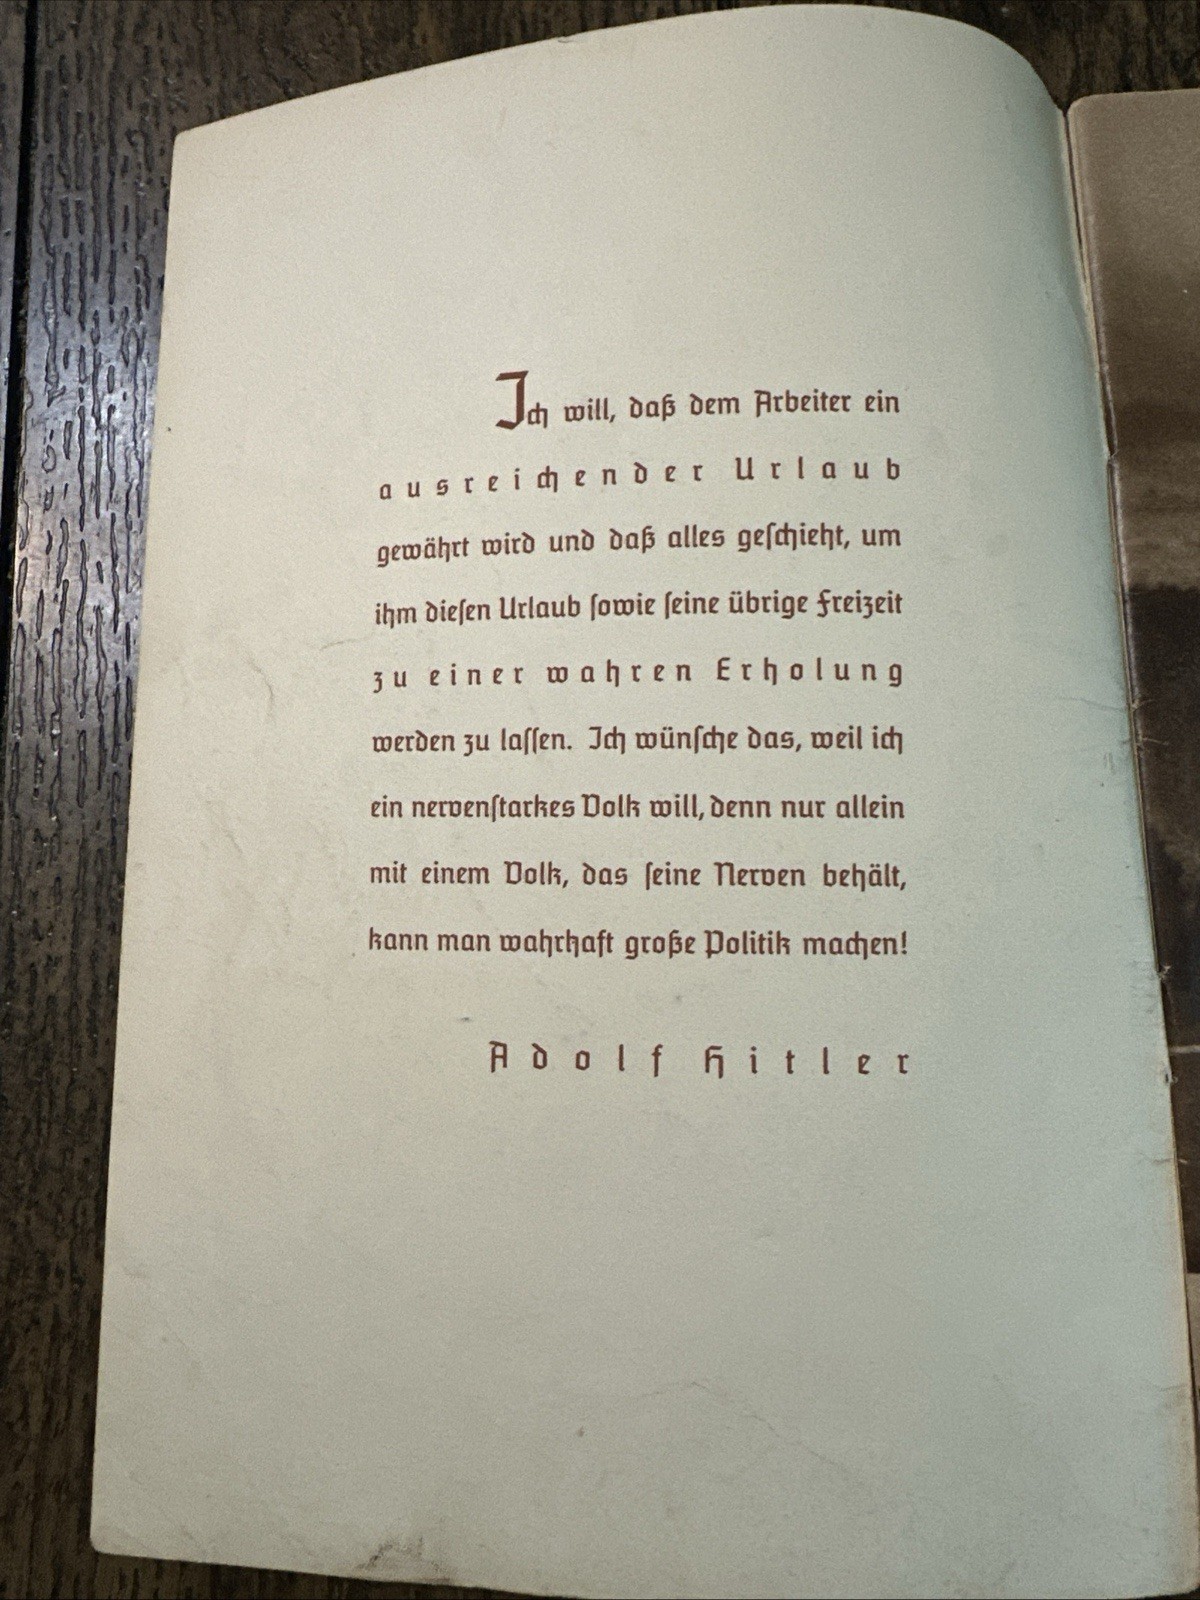 Ich will, daß dem Arbeiter ein
ausreichender Urlaub
gewährt wird und daß alles geſchieht, um
ihm dieſen Urlaub ſowie ſeine übrige Freizeit
zu einer wahren Erholung
werden zu laſſen. Ich wünſche das, weil ich
ein nervenſtarkes Volk will, denn nur allein
mit einem Volk, das ſeine Nerven behält,
kann man wahrhaft große Politik machen!
Adolf Hitler